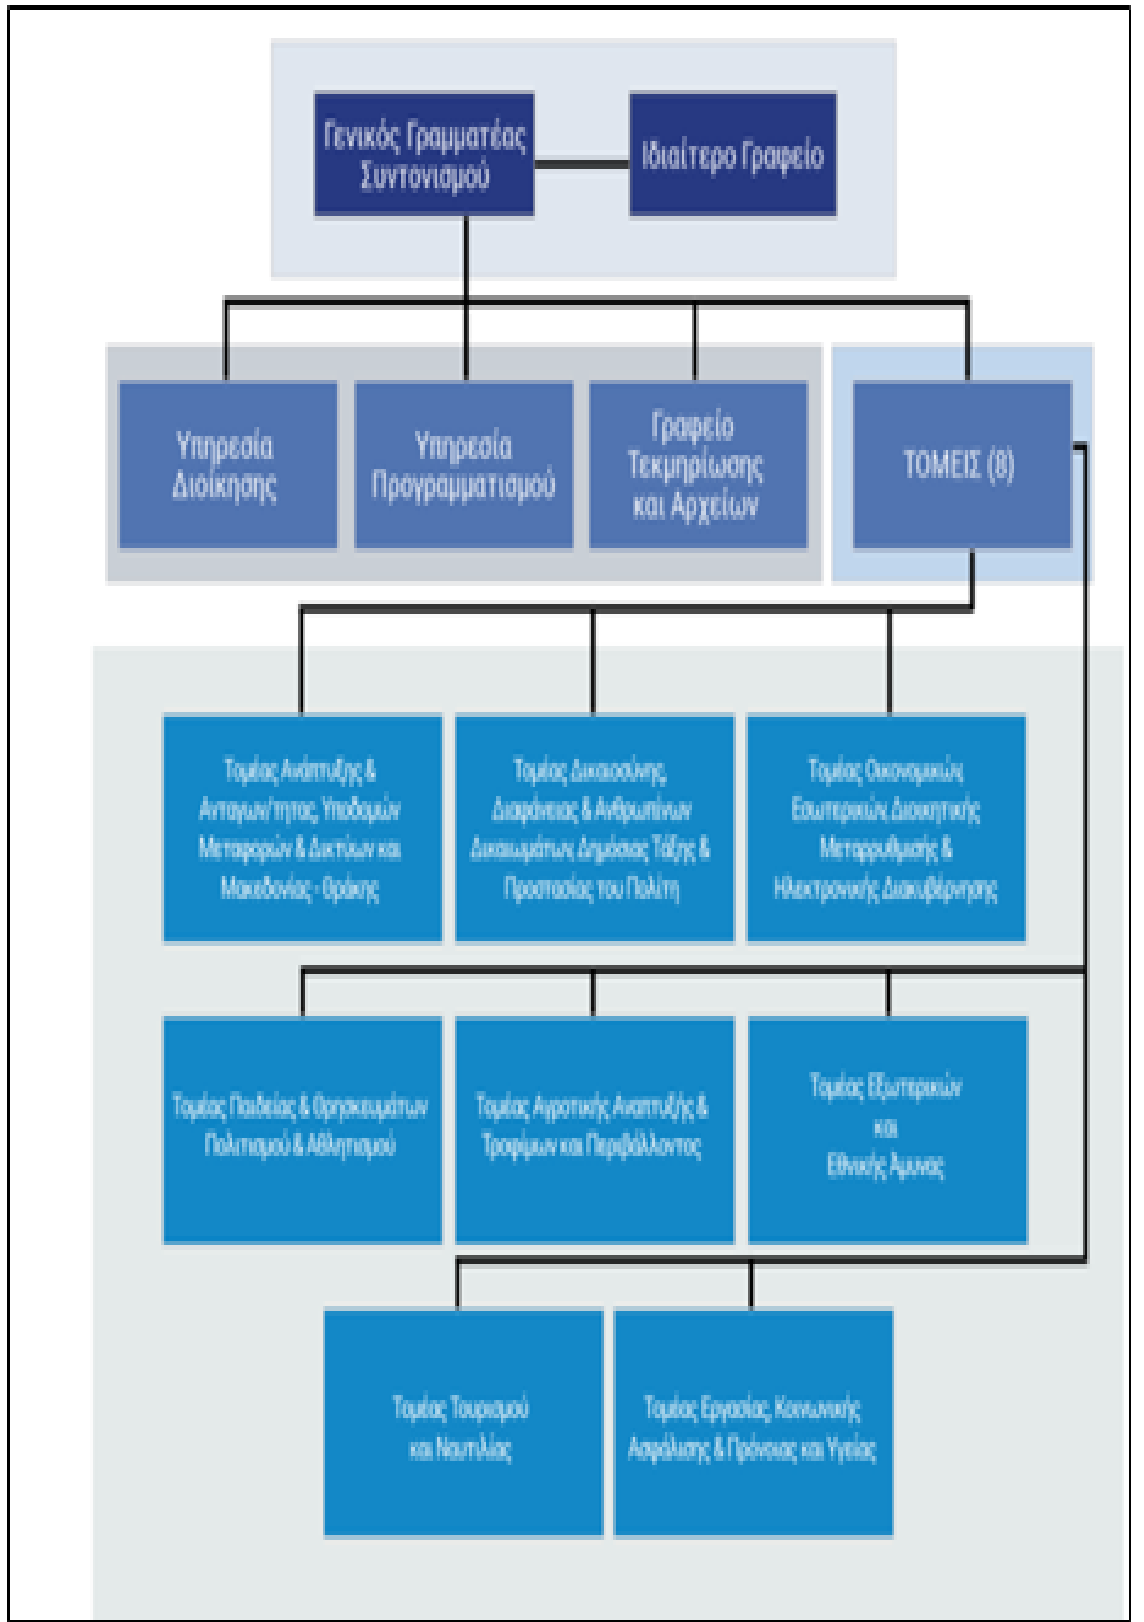 Γενικός Γραμματέας
Συντονισμού
Ιδιαίτερο Γραφείο
Υπηρεσία
Διοίκησης
Υπηρεσία
Προγραμματισμού
Γραφείο
Τεκμηρίωσης
και Αρχείων
ΤΟΜΕΙΣ (8)
Τομέας Ανάπτυξης &
Ανταγων/τητας, Υποδομών
Μεταφορών & Δικτύων και
Μακεδονίας - Θράκης
Τομέας Δικαιοσύνης,
Διαφάνειας & Ανθρωπίνων
Δικαιωμάτων, Δημόσιας Τάξης &
Προστασίας του Πολίτη
Τομέας Οικονομικών,
Εσωτερικών, Διοικητικής
Μεταρρυθμισής &
Ηλεκτρονικής Διακυβέρνησης
Τομέας Παιδείας & Θρησκευμάτων
Πολιτισμού & Αθλητισμού
Τομέας Αγροτικής Αναπτυξής &
Τροφίμων και Περιβάλλοντος
Τομέας Εξωτερικών
και
Εθνικής Άμυνας
Τομέας Τουρισμού
και Ναυτιλίας
Τομέας Εργασίας, Κοινωνικής
Ασφάλισης & Πρόνοιας και Υγείας